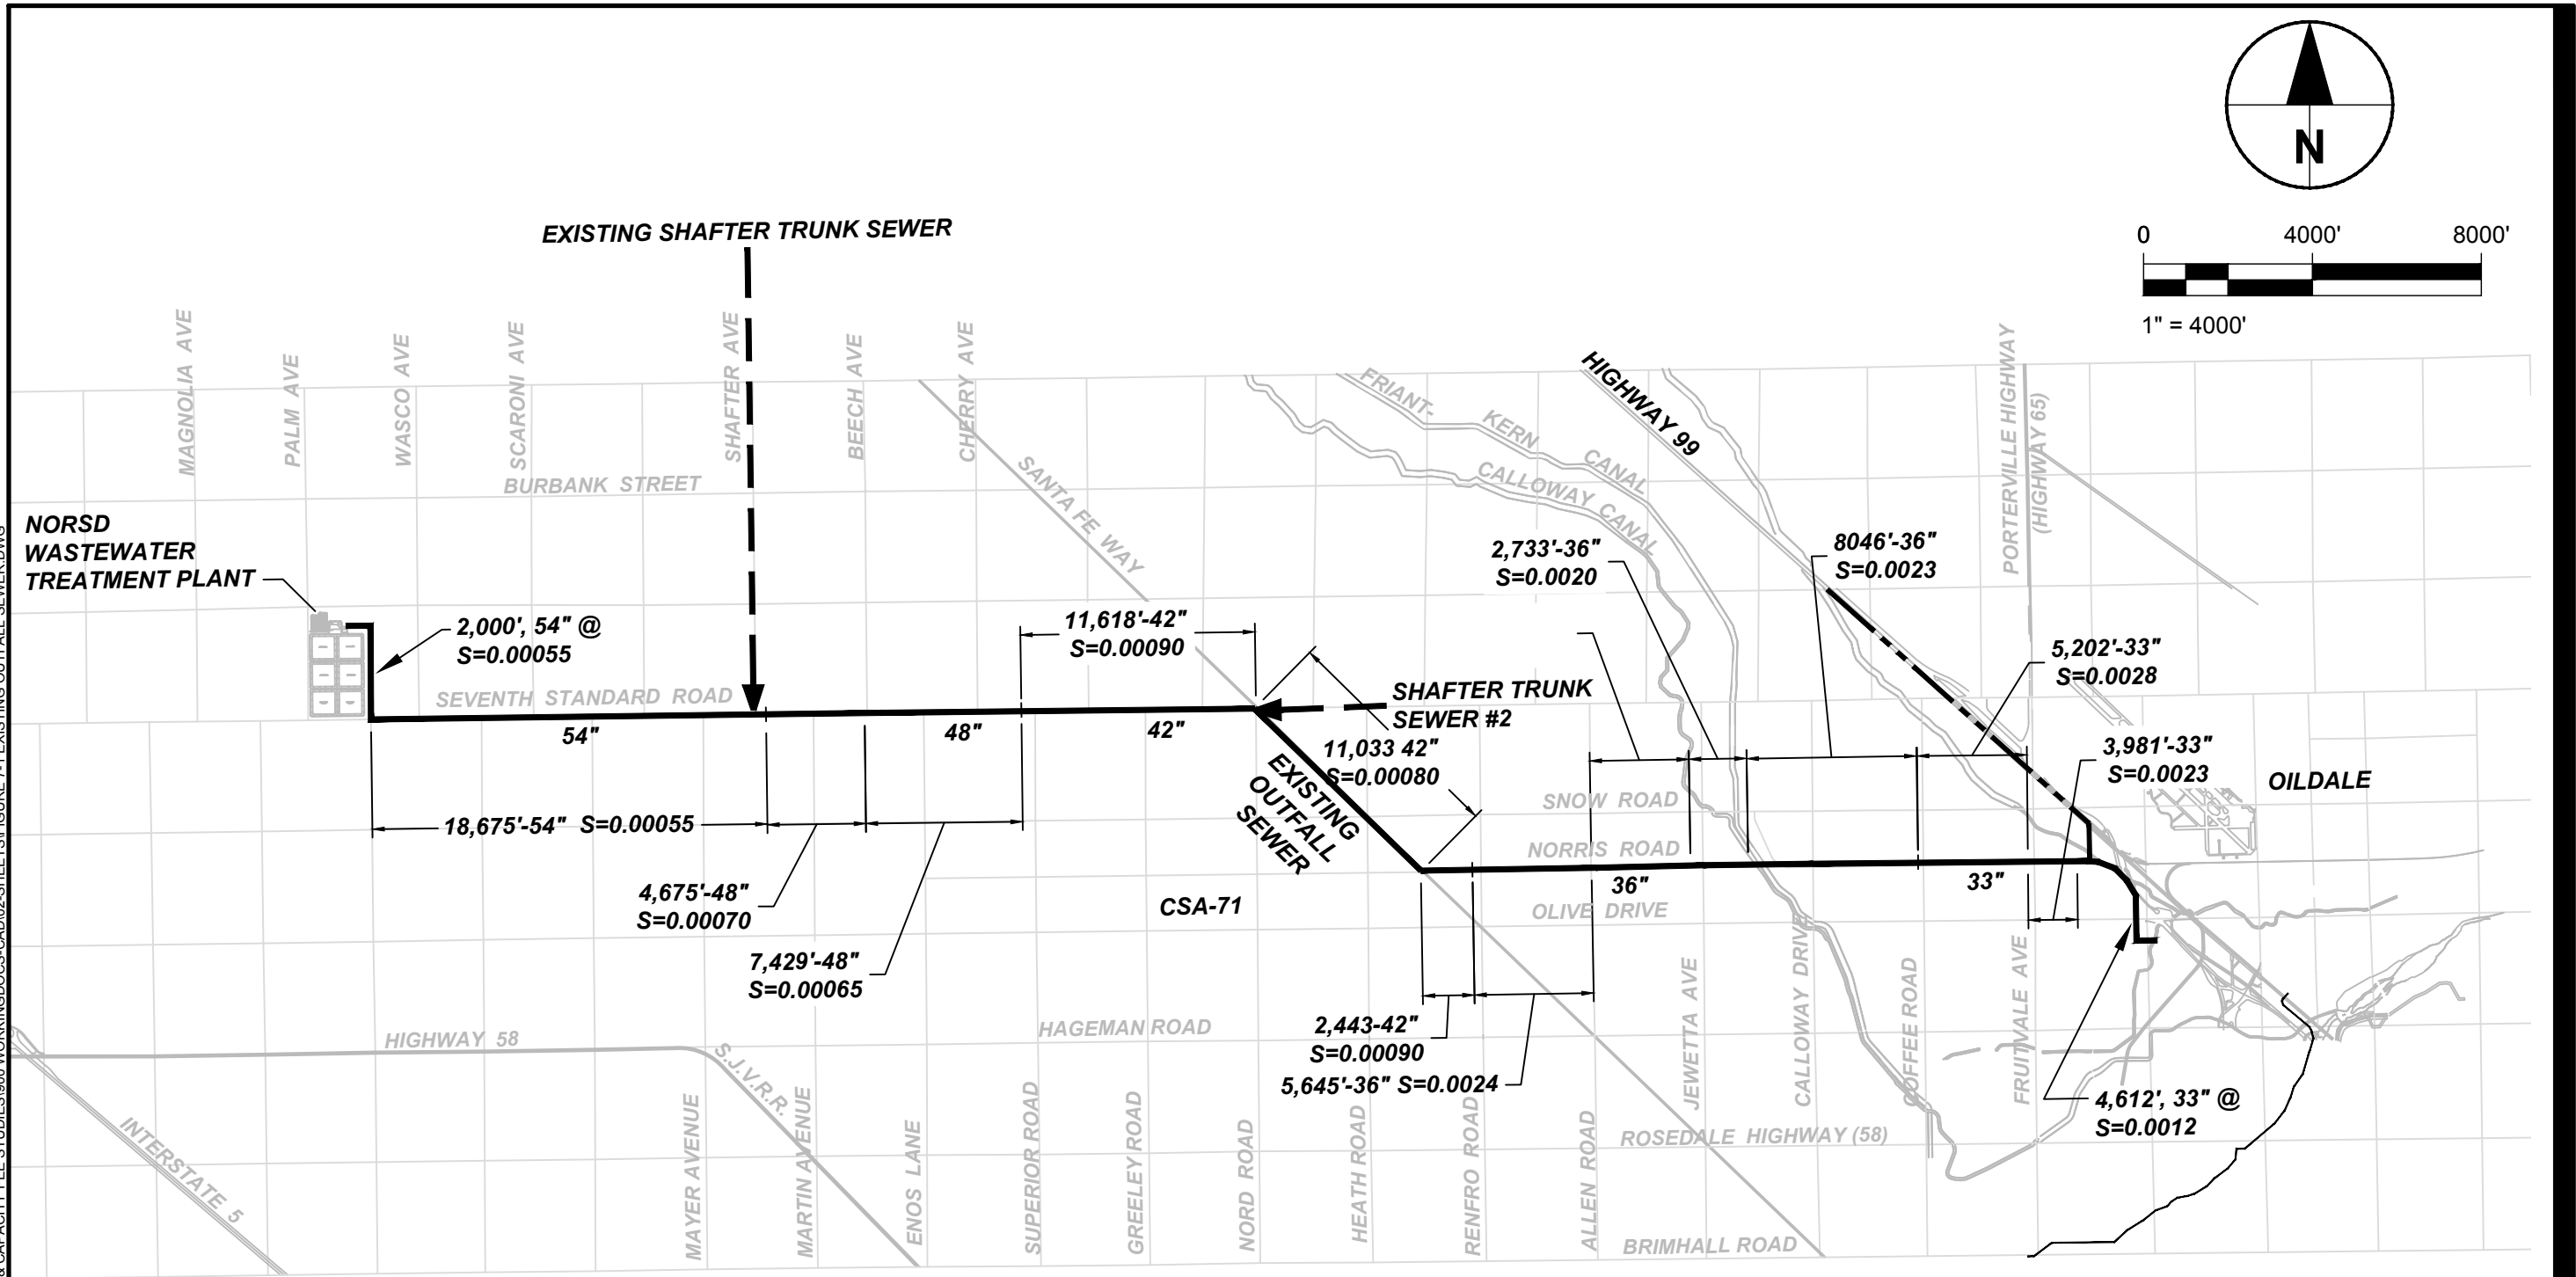 N
0 4000' 8000'
1" = 4000'
EXISTING SHAFTER TRUNK SEWER
MAGNOLIA AVE
PALM AVE
WASCO AVE
SCARONI AVE
SHAFTER AVE
BEECH AVE
CHERRY AVE
BURBANK STREET
SANTA FE WAY
FRIANT-
KERN
CANAL
CALLOWAY CANAL
HIGHWAY 99
PORTERVILLE HIGHWAY
(HIGHWAY 65)
NORSD
WASTEWATER
TREATMENT PLANT
2,000', 54" @
S=0.00055
SEVENTH STANDARD ROAD
11,618'-42"
S=0.00090
2,733'-36"
S=0.0020
8046'-36"
S=0.0023
5,202'-33"
S=0.0028
3,981'-33"
S=0.0023
OILDALE
SHAFTER TRUNK
SEWER #2
54"
48"
42"
11,033 42"
S=0.00080
EXISTING
OUTFALL
SEWER
SNOW ROAD
NORRIS ROAD
36"
33"
OLIVE DRIVE
18,675'-54" S=0.00055
4,675'-48"
S=0.00070
7,429'-48"
S=0.00065
CSA-71
2,443-42"
S=0.00090
5,645'-36" S=0.0024
4,612', 33" @
S=0.0012
HIGHWAY 58
HAGEMAN ROAD
S.J.V.R.R.
INTERSTATE 5
MAYER AVENUE
MARTIN AVENUE
ENOS LANE
SUPERIOR ROAD
GREELEY ROAD
NORD ROAD
HEATH ROAD
RENFRO ROAD
ALLEN ROAD
JEWETTA AVE
CALLOWAY DRIVE
COFFEE ROAD
FRUITVALE AVE
ROSEDALE HIGHWAY (58)
BRIMHALL ROAD